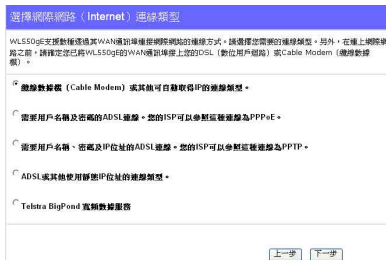 選擇網際網路（Internet）連線類型
WL550gE支援數種透過其WAN通訊埠連接網際網路的連線方式。請選擇您需要的連線類型。另外，在連上網際網
路之前，請確定您已將WL550gE的WAN通訊埠接上您的DSL（數位用戶迴路）或Cable Modem（纜線數據
機）。
纜線數據機（Cable Modem）或其他可自動取得IP的連線類型。
需要用戶名稱及密碼的ADSL連線。您的ISP可以參照這種連線為PPPoE。
需要用戶名稱、密碼及IP位址的ADSL連線。您的ISP可以參照這種連線為PPTP。
ADSL或其他使用靜態IP位址的連線類型。
Telstra BigPond 寬頻數據服務
上一步 下一步